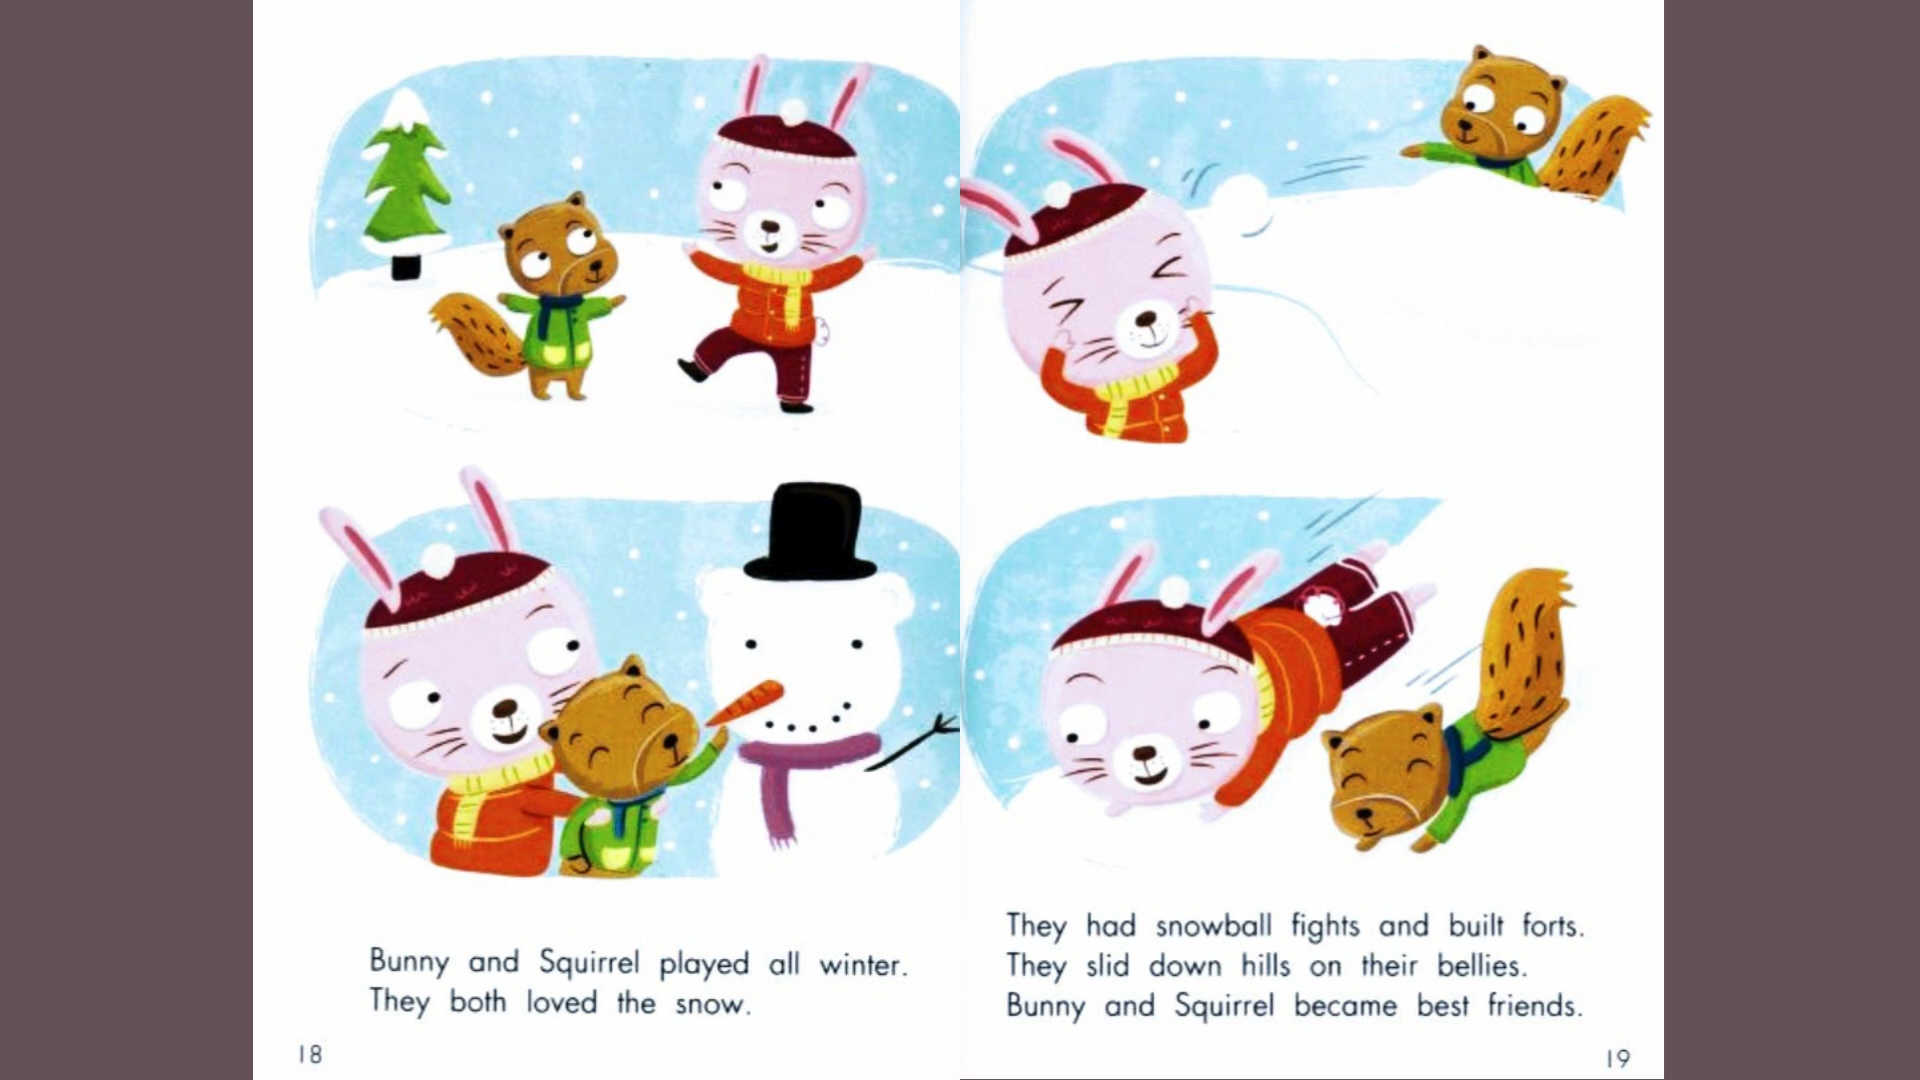 Bunny and Squirrel played all winter.
They both loved the snow.
18
They had snowball fights and built forts.
They slid down hills on their bellies.
Bunny and Squirrel became best friends.
19